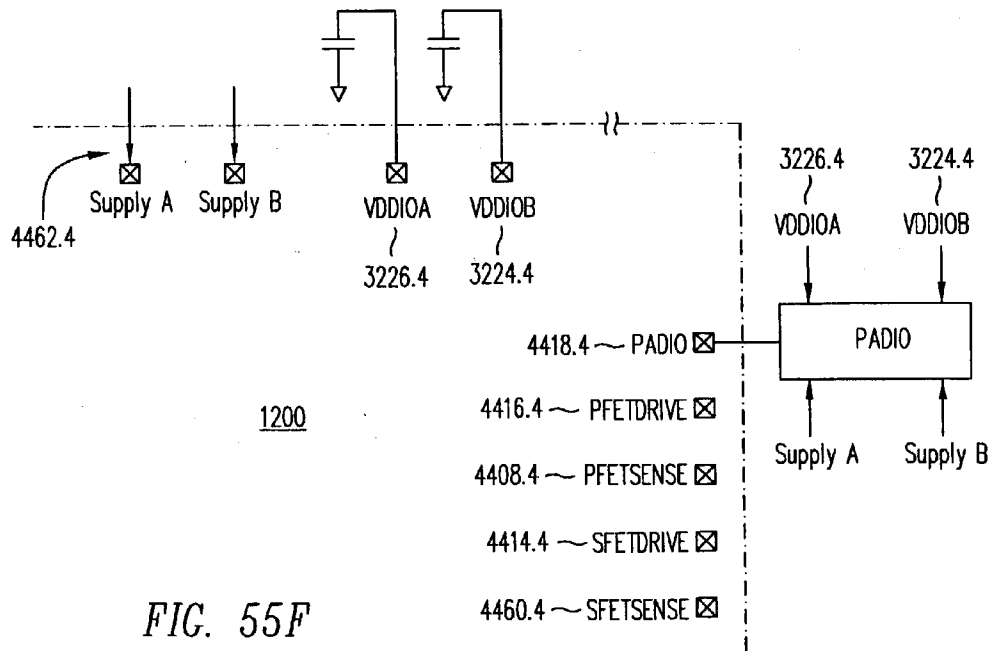 Supply A Supply B VDDIOA VDDIOB
4462.4
3226.4 3224.4
3226.4 3224.4
VDDIOA VDDIOB
4418.4 PADIO PADIO
4416.4 PFETDRIVE
1200
Supply A Supply B
4408.4 PFETSENSE
4414.4 SFETDRIVE
4460.4 SFETSENSE
FIG. 55F